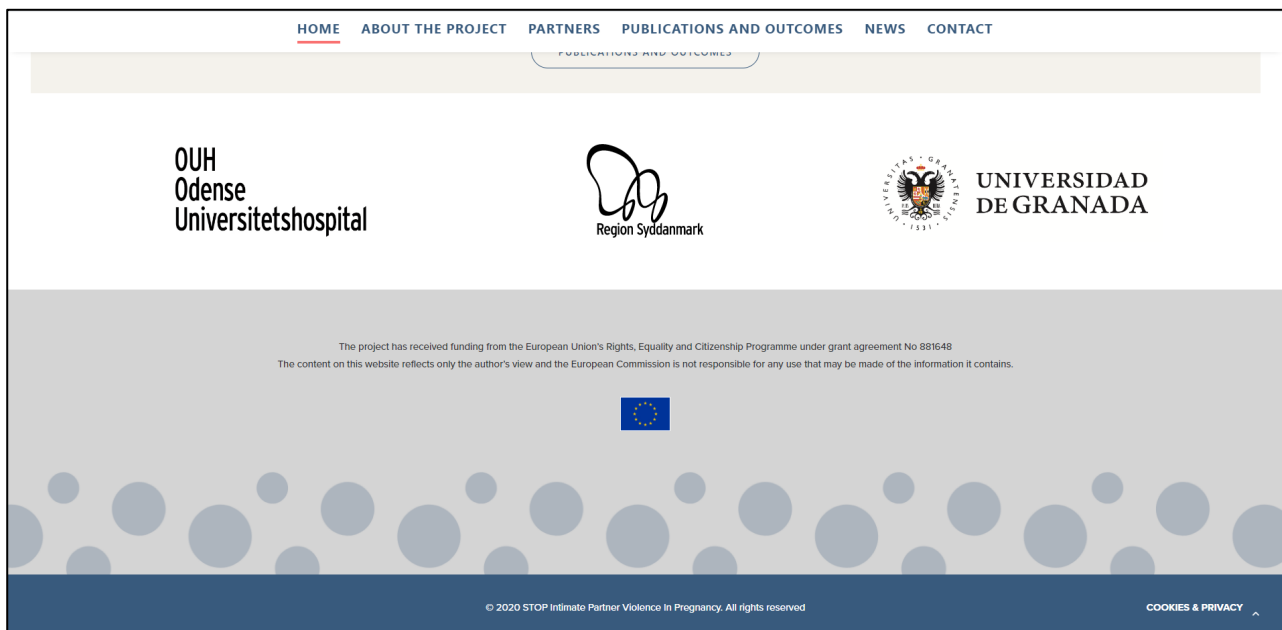 HOME ABOUT THE PROJECT PARTNERS PUBLICATIONS AND OUTCOMES NEWS CONTACT
PUBLICATIONS AND OUTCOMES
OUH
Odense
Universitetshospital
Region Syddanmark
UNIVERSITAS · GRANATENSIS · 1531 ·
UNIVERSIDAD
DE GRANADA
The project has received funding from the European Union's Rights, Equality and Citizenship Programme under grant agreement No 881648
The content on this website reflects only the author's view and the European Commission is not responsible for any use that may be made of the information it contains.
© 2020 STOP Intimate Partner Violence In Pregnancy. All rights reserved
COOKIES & PRIVACY